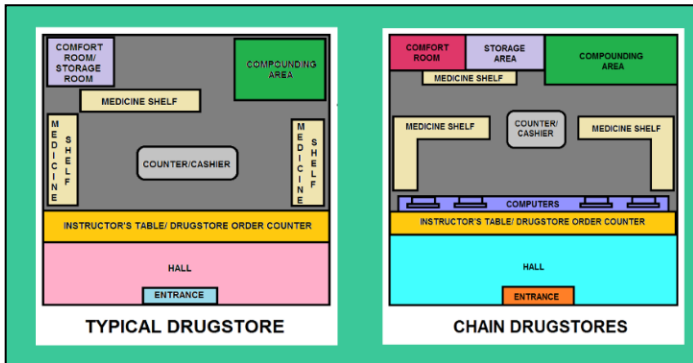 COMFORT
ROOM/
STORAGE
ROOM
COMPOUNDING
AREA
MEDICINE SHELF
MEDICINE
SHELF
COUNTER/CASHIER
MEDICINE
SHELF
INSTRUCTOR'S TABLE/ DRUGSTORE ORDER COUNTER
HALL
ENTRANCE
TYPICAL DRUGSTORE
COMFORT
ROOM
STORAGE
AREA
COMPOUNDING
AREA
MEDICINE SHELF
MEDICINE SHELF
COUNTER/
CASHIER
MEDICINE SHELF
COMPUTERS
INSTRUCTOR'S TABLE/ DRUGSTORE ORDER COUNTER
HALL
ENTRANCE
CHAIN DRUGSTORES